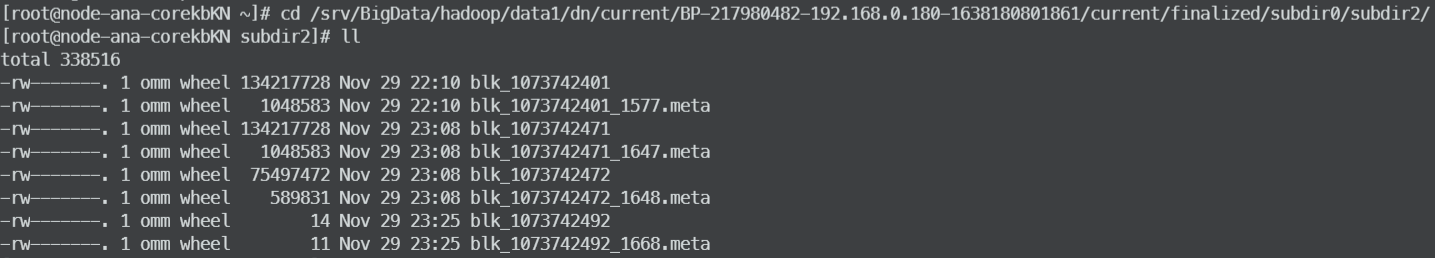 [root@node-ana-corekbKN ~]# cd /srv/BigData/hadoop/data1/dn/current/BP-217980482-192.168.0.180-1638180801861/current/finalized/subdir0/subdir2/
[root@node-ana-corekbKN subdir2]# ll
total 338516
-rw-------. 1 omm wheel 134217728 Nov 29 22:10 blk_1073742401
-rw-------. 1 omm wheel   1048583 Nov 29 22:10 blk_1073742401_1577.meta
-rw-------. 1 omm wheel 134217728 Nov 29 23:08 blk_1073742471
-rw-------. 1 omm wheel   1048583 Nov 29 23:08 blk_1073742471_1647.meta
-rw-------. 1 omm wheel  75497472 Nov 29 23:08 blk_1073742472
-rw-------. 1 omm wheel    589831 Nov 29 23:08 blk_1073742472_1648.meta
-rw-------. 1 omm wheel        14 Nov 29 23:25 blk_1073742492
-rw-------. 1 omm wheel        11 Nov 29 23:25 blk_1073742492_1668.meta